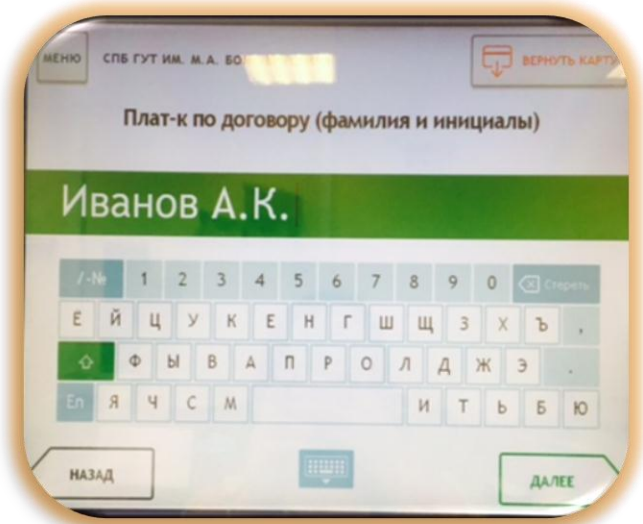 МЕНЮ СПБ ГУТ ИМ. М.А. БО ВЕРНУТЬ КАРТУ
Плат-к по договору (фамилия и инициалы)
Иванов А.К.
/-№ 1 2 3 4 5 6 7 8 9 0 Стереть
Ё Й Ц У К Е Н Г Ш Щ З Х Ъ ,
Ф Ы В А П Р О Л Д Ж Э .
En Я Ч С М И Т Ь Б Ю
НАЗАД ДАЛЕЕ